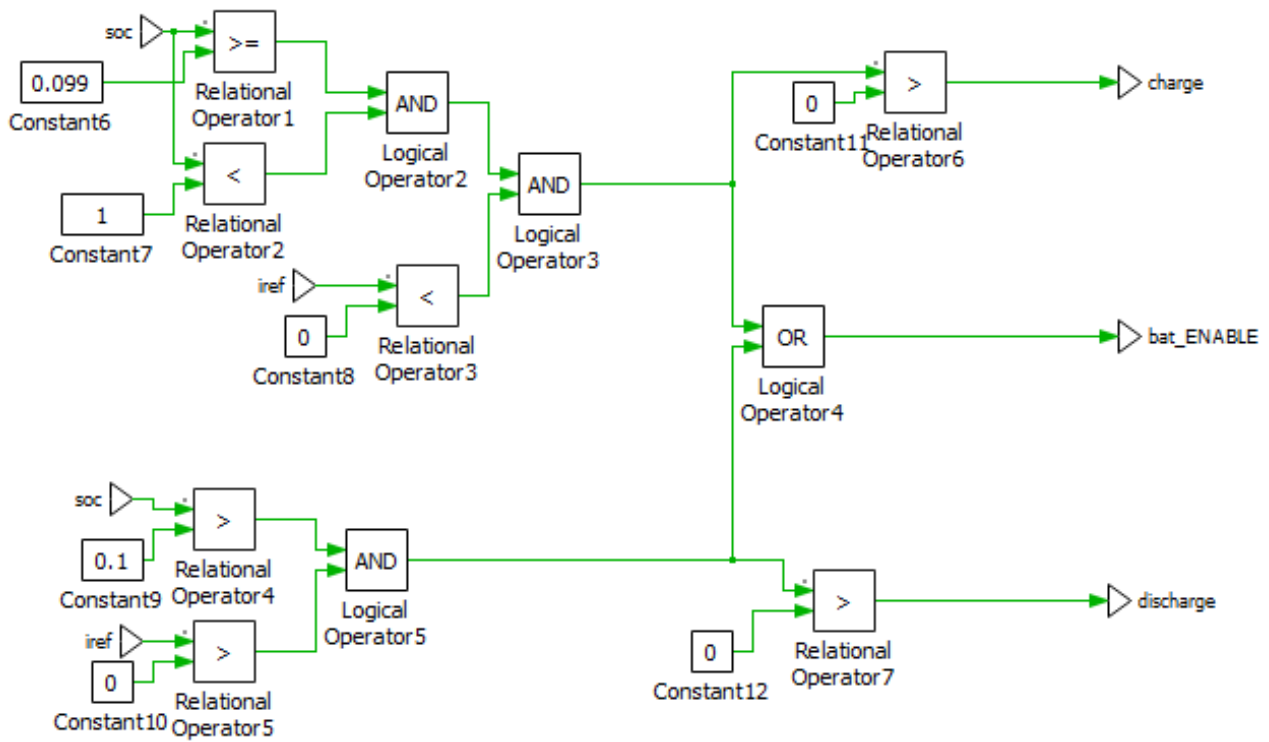 soc
>=
0.099
Relational
Operator1
Constant6
AND
Logical
Operator2
<
1
Relational
Operator2
Constant7
AND
Logical
Operator3
iref
<
0
Relational
Operator3
Constant8
>
charge
0
Relational
Operator6
Constant11
OR
bat_ENABLE
Logical
Operator4
soc
>
0.1
Relational
Operator4
Constant9
AND
Logical
Operator5
iref
>
0
Relational
Operator5
Constant10
>
discharge
0
Relational
Operator7
Constant12